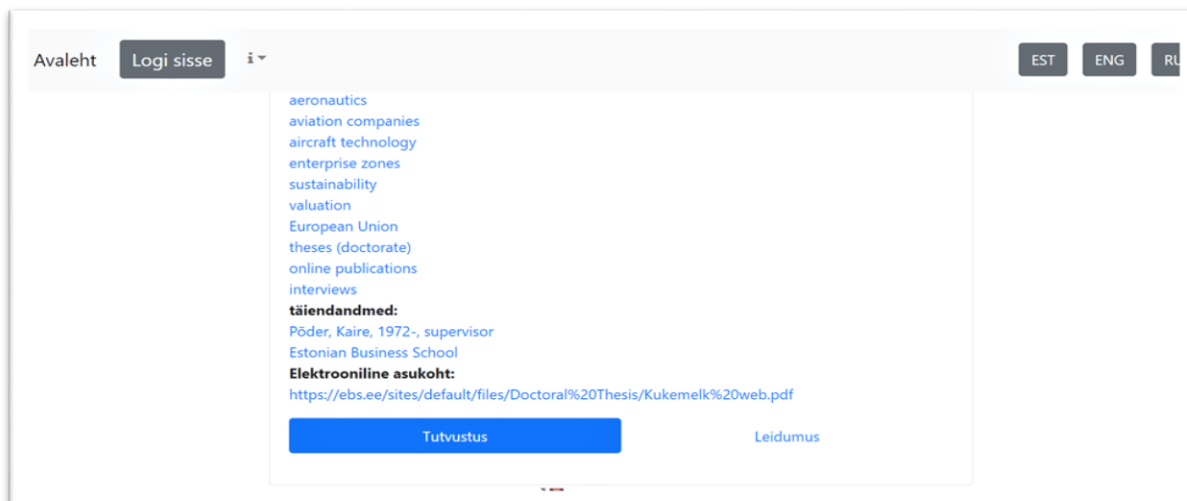 Avaleht Logi sisse i EST ENG RU
aeronautics
aviation companies
aircraft technology
enterprise zones
sustainability
valuation
European Union
theses (doctorate)
online publications
interviews
täiendandmed:
Põder, Kaire, 1972-, supervisor
Estonian Business School
Elektrooniline asukoht:
https://ebs.ee/sites/default/files/Doctoral%20Thesis/Kukemelk%20web.pdf
Tutvustus Leidumus